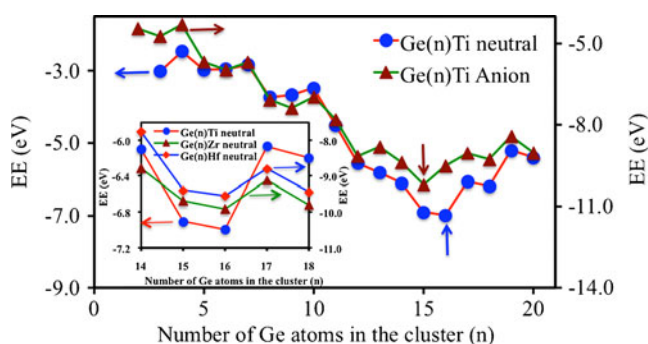 Ge(n)Ti neutral
Ge(n)Ti Anion
EE (eV)
-3.0
-5.0
-7.0
-9.0
0
5
10
15
20
Number of Ge atoms in the cluster (n)
-5.0
-8.0
-11.0
-14.0
EE (eV)
Ge(n)Ti neutral
Ge(n)Zr neutral
Ge(n)Hf neutral
EE (eV)
-6.0
-6.4
-6.8
-7.2
14
15
16
17
18
Number of Ge atoms in the cluster (n)
-8.0
-9.0
-10.0
-11.0
EE (eV)